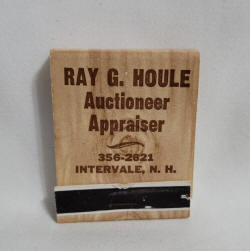 RAY G. HOULE
Auctioneer
Appraiser
356-2621
INTERVALE, N. H.